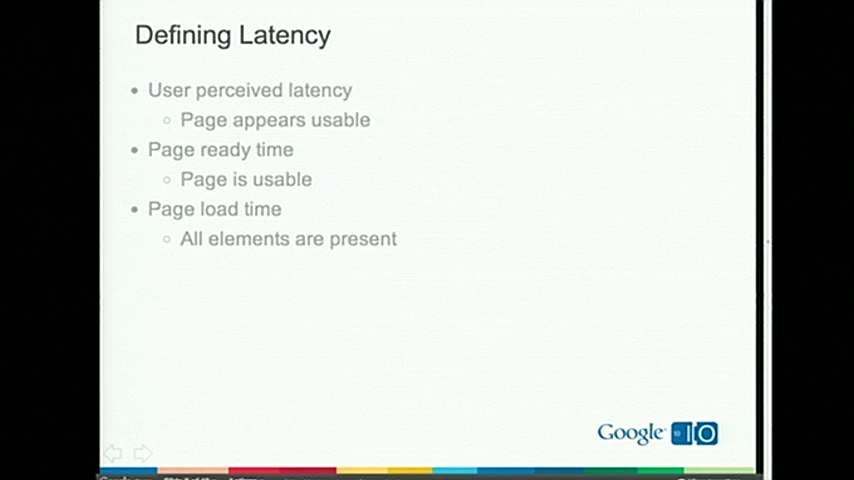 Defining Latency
• User perceived latency
○ Page appears usable
• Page ready time
○ Page is usable
• Page load time
○ All elements are present
Google IO